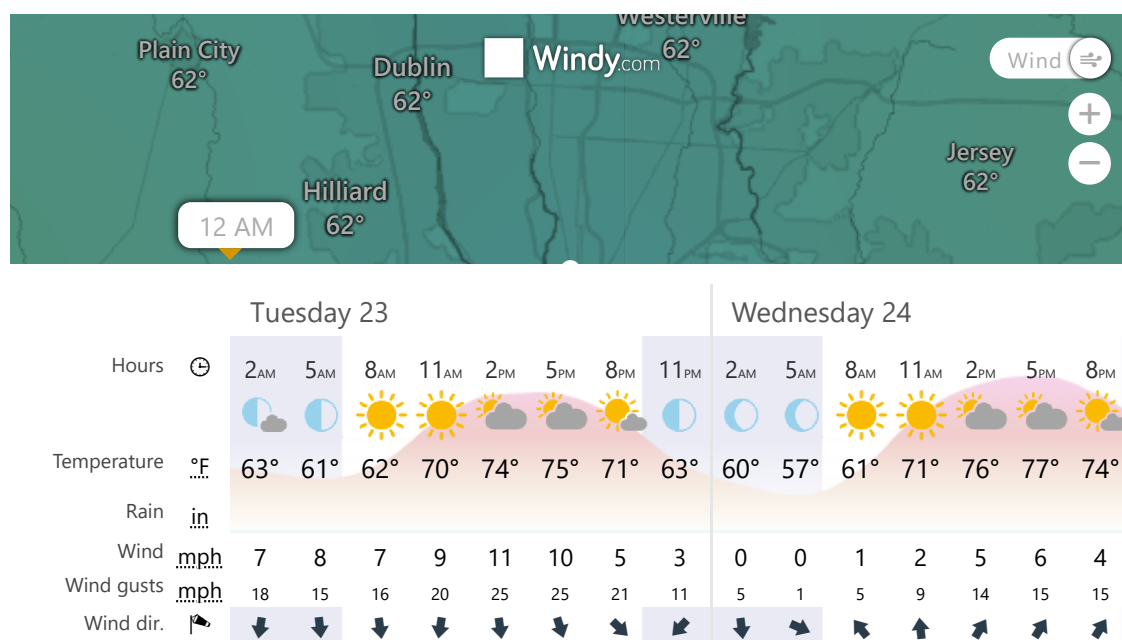 Westerville
62°
Plain City
62°
Dublin
62°
Windy.com
Wind
+
−
Jersey
62°
Hilliard
62°
12 AM
Tuesday 23 Wednesday 24
Hours 2AM 5AM 8AM 11AM 2PM 5PM 8PM 11PM 2AM 5AM 8AM 11AM 2PM 5PM 8PM
Temperature °F 63° 61° 62° 70° 74° 75° 71° 63° 60° 57° 61° 71° 76° 77° 74°
Rain in
Wind mph 7 8 7 9 11 10 5 3 0 0 1 2 5 6 4
Wind gusts mph 18 15 16 20 25 25 21 11 5 1 5 9 14 15 15
Wind dir.